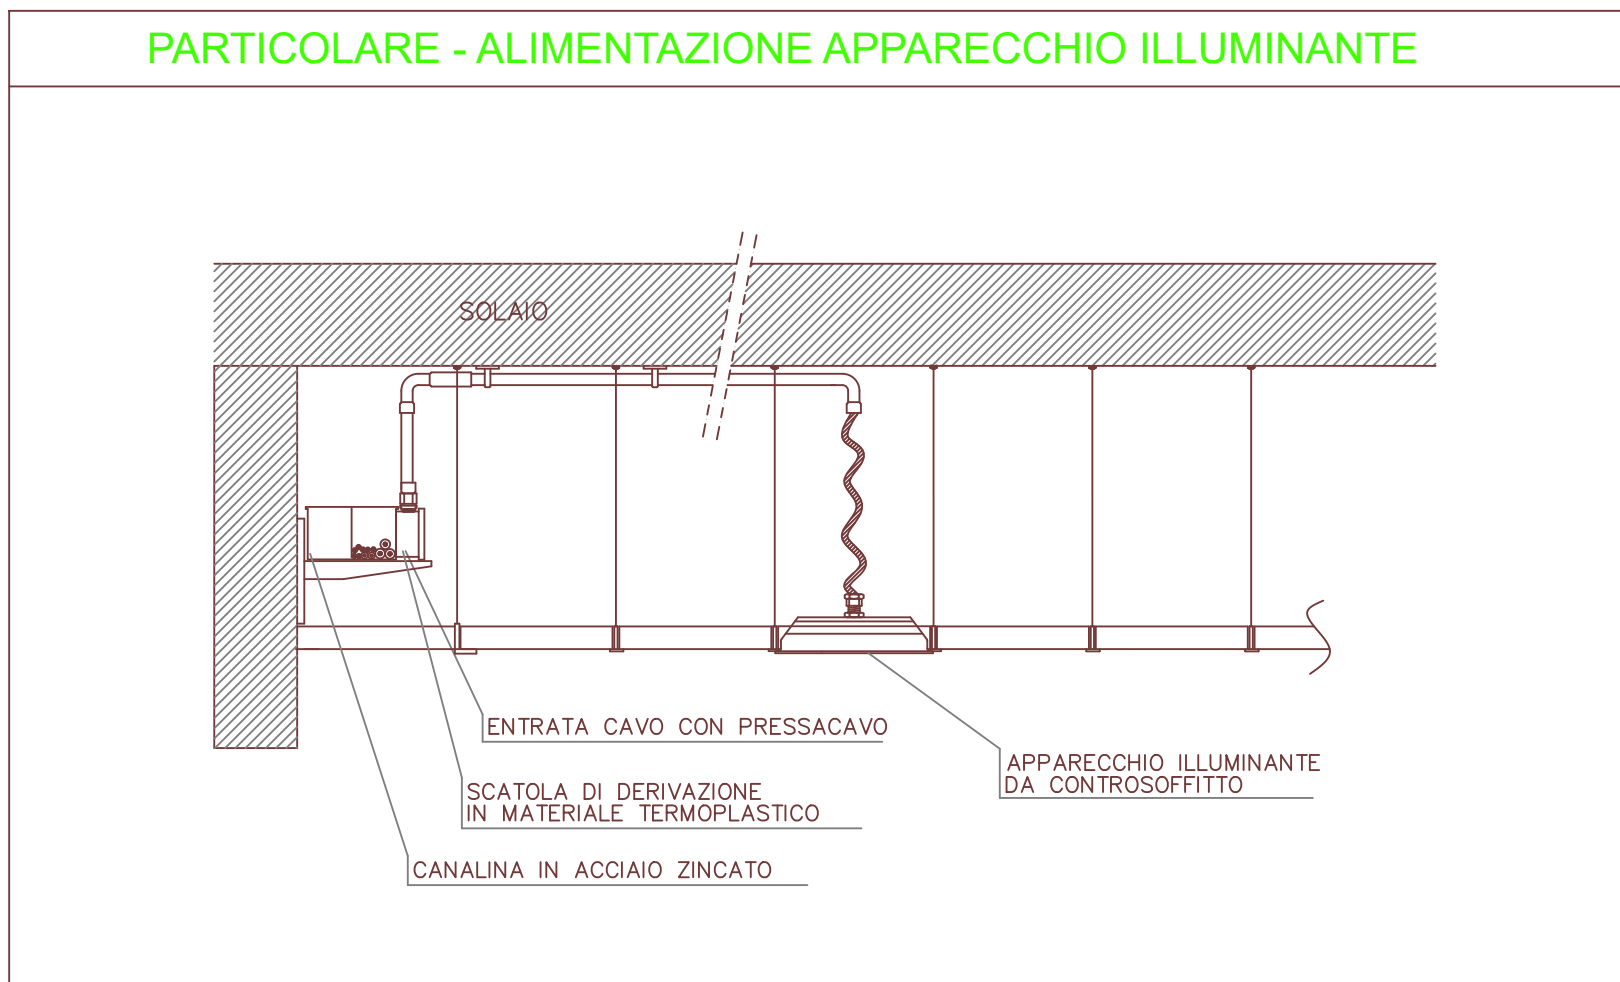 PARTICOLARE - ALIMENTAZIONE APPARECCHIO ILLUMINANTE
SOLAIO
ENTRATA CAVO CON PRESSACAVO
APPARECCHIO ILLUMINANTE
DA CONTROSOFFITTO
SCATOLA DI DERIVAZIONE
IN MATERIALE TERMOPLASTICO
CANALINA IN ACCIAIO ZINCATO